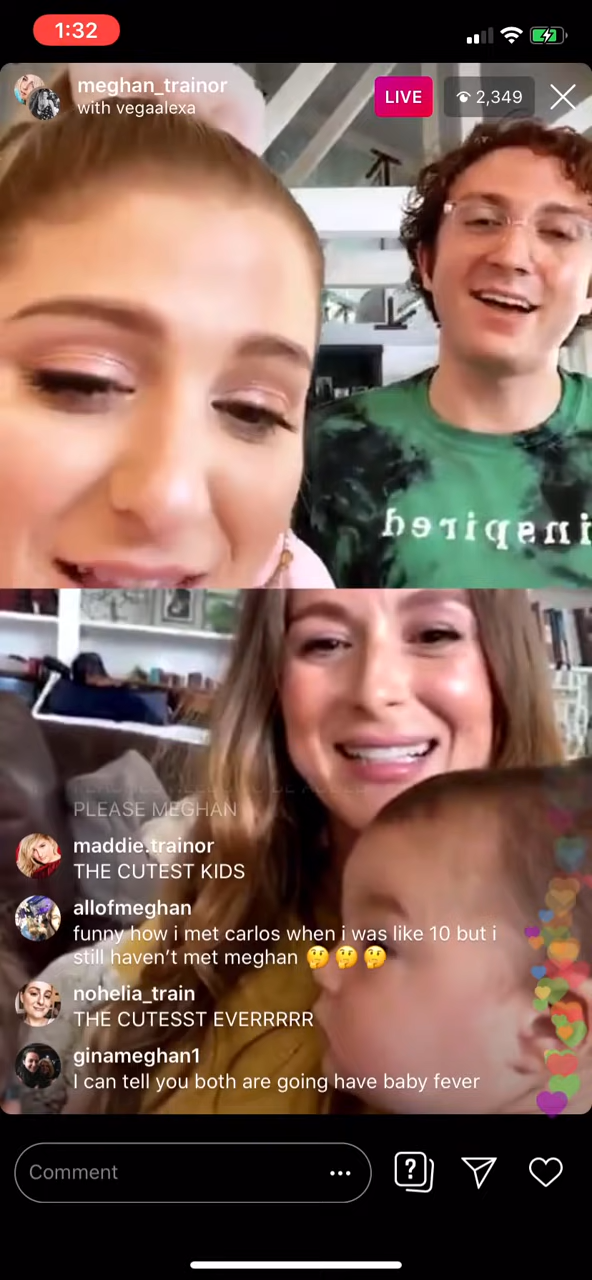 1:32
meghan_trainor
with vegaalexa
LIVE
2,349
inspired
PLEASE MEGHAN
maddie.trainor
THE CUTEST KIDS
allofmeghan
funny how i met carlos when i was like 10 but i
still haven't met meghan 🤔🤔🤔
nohelia_train
THE CUTESST EVERRRRR
ginameghan1
I can tell you both are going have baby fever
Comment